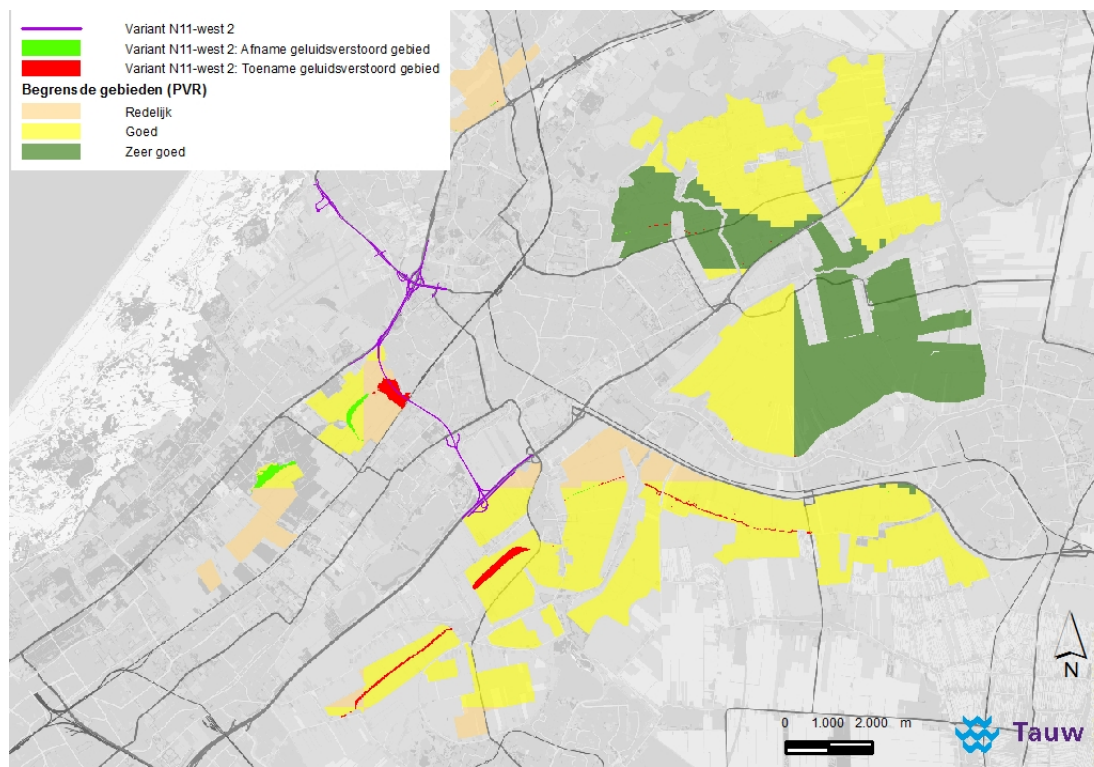 Variant N11-west 2
Variant N11-west 2: Afname geluidsverstoord gebied
Variant N11-west 2: Toename geluidsverstoord gebied
Begrensde gebieden (PVR)
Redelijk
Goed
Zeer goed
N
0 1.000 2.000 m
Tauw